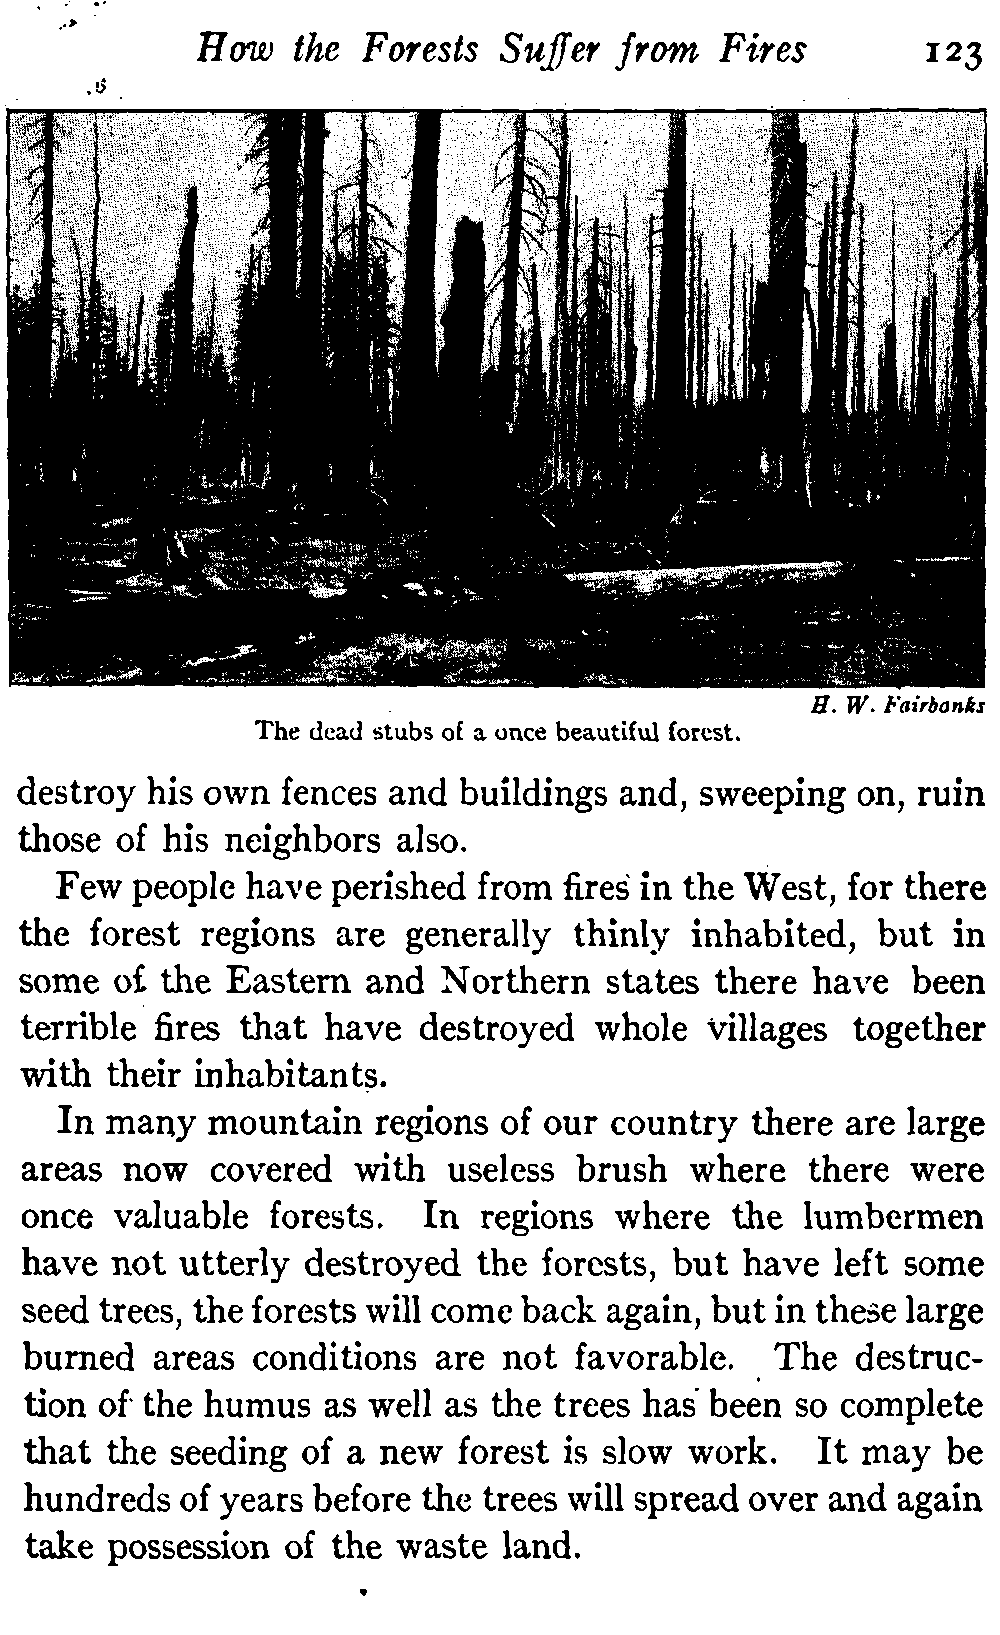 How the Forests Suffer from Fires 123
H. W. Fairbanks
The dead stubs of a once beautiful forest.
destroy his own fences and buildings and, sweeping on, ruin
those of his neighbors also.
Few people have perished from fires in the West, for there
the forest regions are generally thinly inhabited, but in
some of the Eastern and Northern states there have been
terrible fires that have destroyed whole villages together
with their inhabitants.
In many mountain regions of our country there are large
areas now covered with useless brush where there were
once valuable forests. In regions where the lumbermen
have not utterly destroyed the forests, but have left some
seed trees, the forests will come back again, but in these large
burned areas conditions are not favorable. The destruc-
tion of the humus as well as the trees has been so complete
that the seeding of a new forest is slow work. It may be
hundreds of years before the trees will spread over and again
take possession of the waste land.